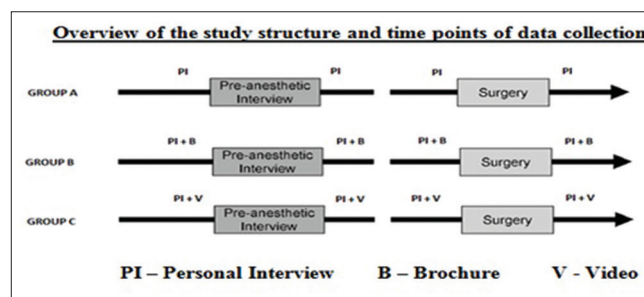 Overview of the study structure and time points of data collection
PI PI PI PI
GROUP A Pre-anesthetic Interview Surgery
PI + B PI + B PI + B PI + B
GROUP B Pre-anesthetic Interview Surgery
PI + V PI + V PI + V PI + V
GROUP C Pre-anesthetic Interview Surgery
PI – Personal Interview B – Brochure V - Video